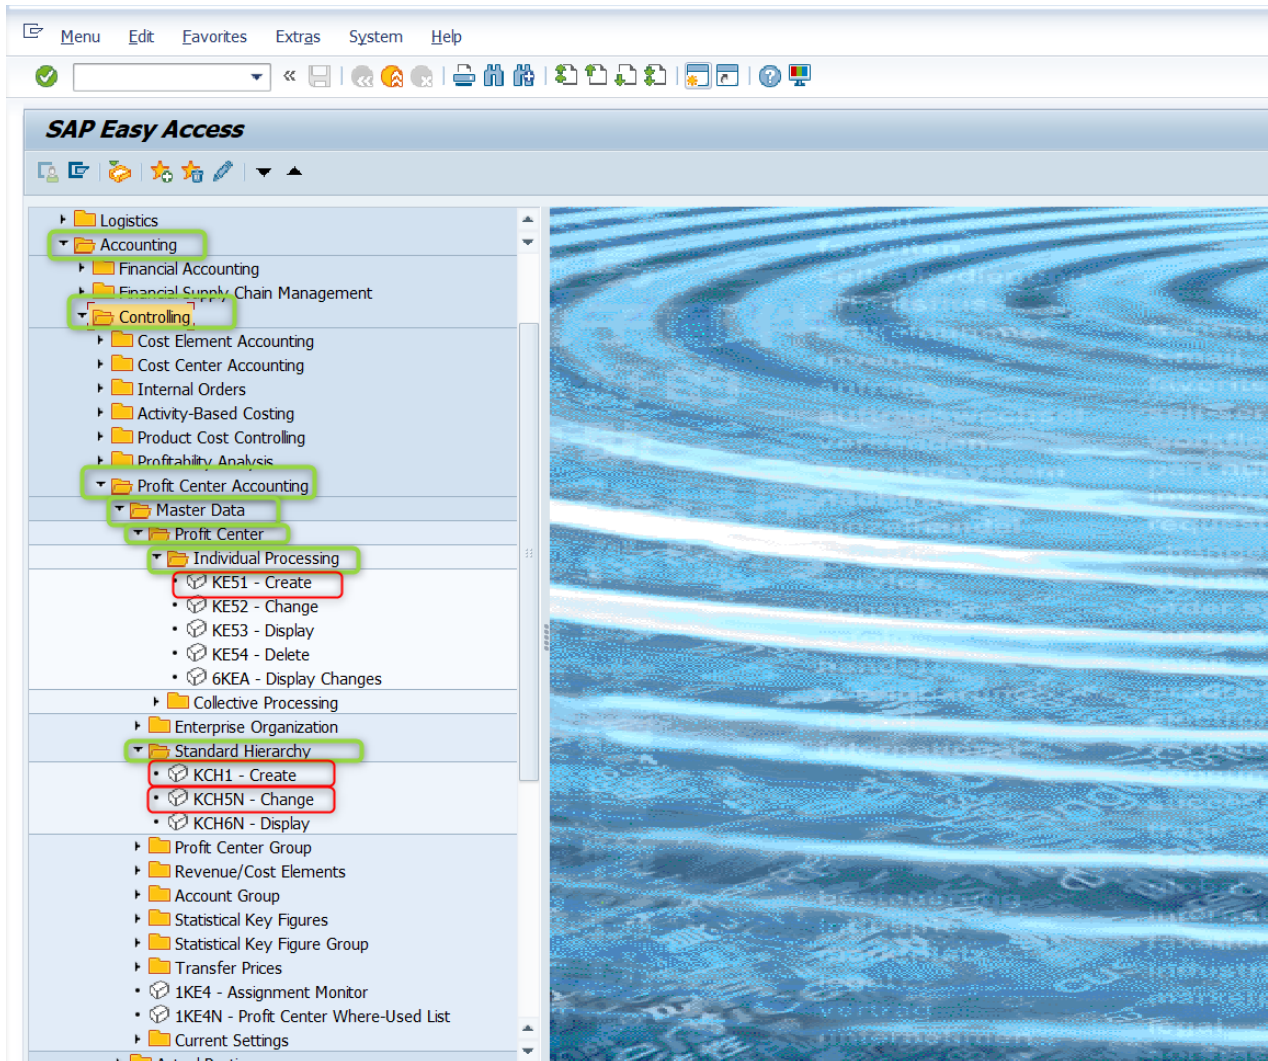 Menu Edit Favorites Extras System Help
SAP Easy Access
Logistics
Accounting
Financial Accounting
Financial Supply Chain Management
Controlling
Cost Element Accounting
Cost Center Accounting
Internal Orders
Activity-Based Costing
Product Cost Controlling
Profitability Analysis
Profit Center Accounting
Master Data
Profit Center
Individual Processing
KE51 - Create
KE52 - Change
KE53 - Display
KE54 - Delete
6KEA - Display Changes
Collective Processing
Enterprise Organization
Standard Hierarchy
KCH1 - Create
KCH5N - Change
KCH6N - Display
Profit Center Group
Revenue/Cost Elements
Account Group
Statistical Key Figures
Statistical Key Figure Group
Transfer Prices
1KE4 - Assignment Monitor
1KE4N - Profit Center Where-Used List
Current Settings